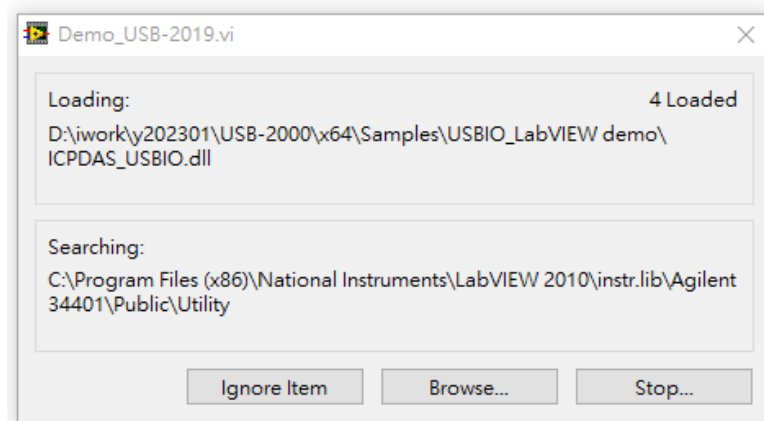 Demo_USB-2019.vi
Loading:
4 Loaded
D:\iwork\y202301\USB-2000\x64\Samples\USBIO_LabVIEW demo\
ICPDAS_USBIO.dll
Searching:
C:\Program Files (x86)\National Instruments\LabVIEW 2010\instr.lib\Agilent
34401\Public\Utility
Ignore Item
Browse...
Stop...